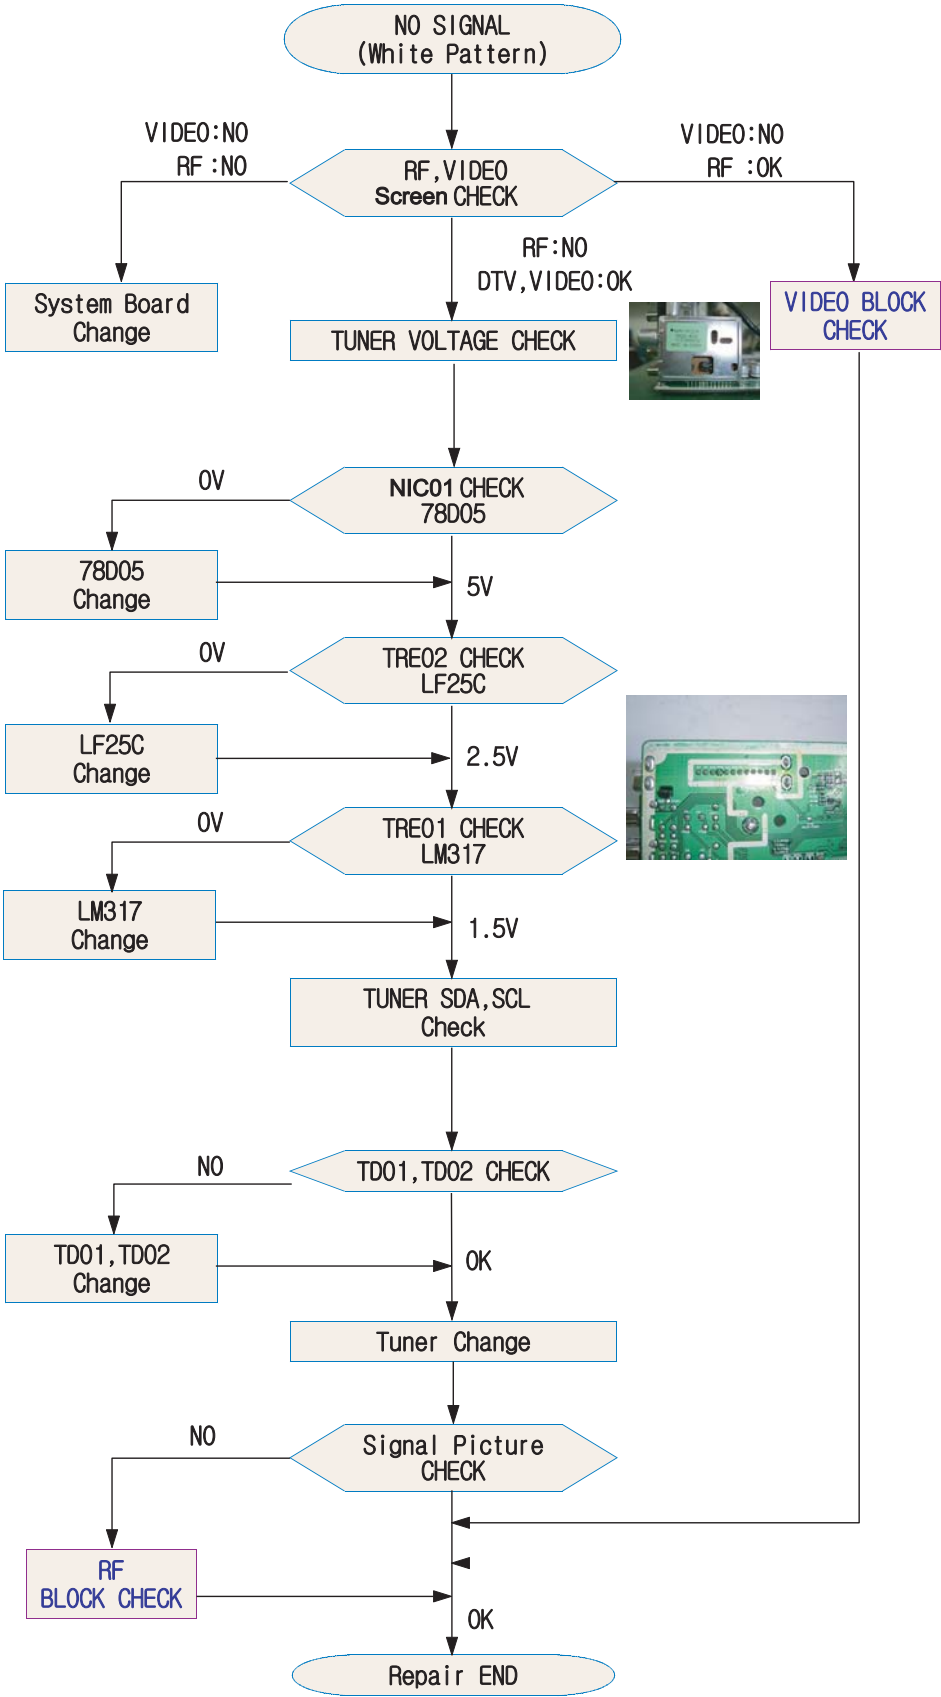 NO SIGNAL
(White Pattern)
VIDEO:NO
RF :NO
VIDEO:NO
RF :OK
RF,VIDEO
Screen CHECK
RF:NO
DTV,VIDEO:OK
System Board
Change
VIDEO BLOCK
CHECK
TUNER VOLTAGE CHECK
0V
NIC01 CHECK
78D05
78D05
Change
5V
0V
TRE02 CHECK
LF25C
LF25C
Change
2.5V
0V
TRE01 CHECK
LM317
LM317
Change
1.5V
TUNER SDA,SCL
Check
NO
TD01,TD02 CHECK
TD01,TD02
Change
OK
Tuner Change
NO
Signal Picture
CHECK
RF
BLOCK CHECK
OK
Repair END